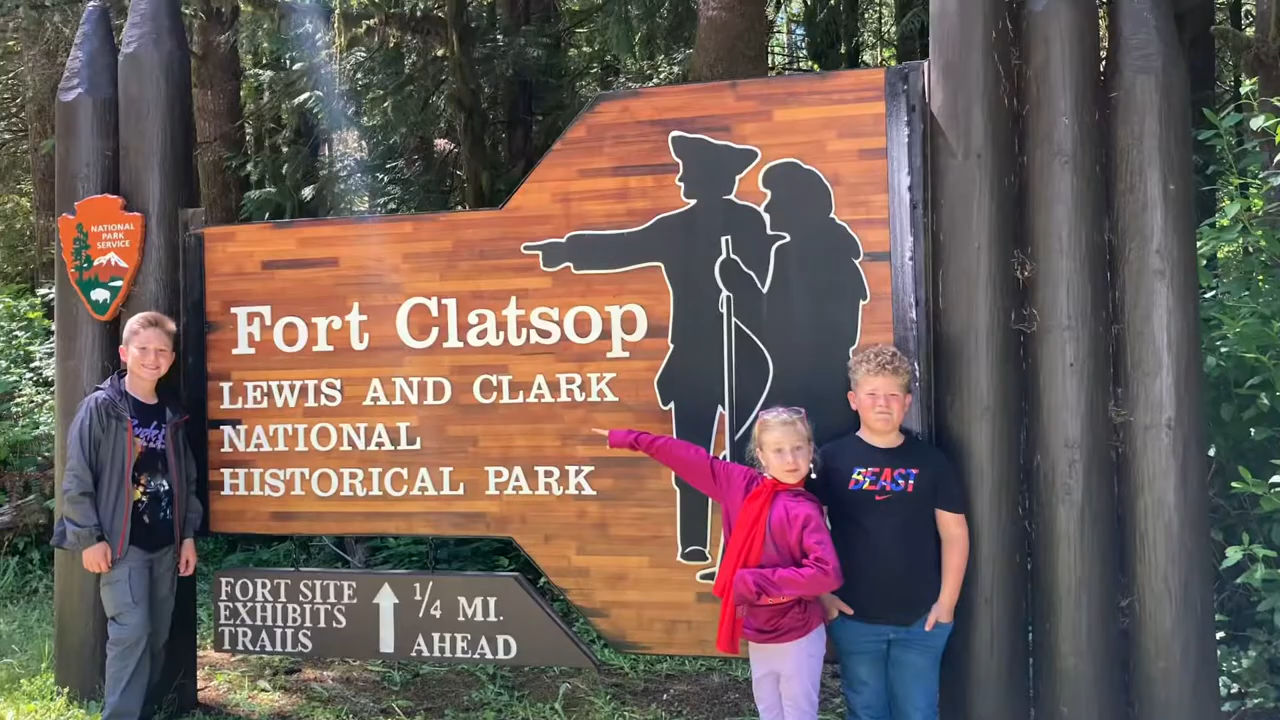 NATIONAL
PARK
SERVICE
Fort Clatsop
LEWIS AND CLARK
NATIONAL
HISTORICAL PARK
FORT SITE
EXHIBITS
TRAILS
1/4 MI.
AHEAD
BEAST